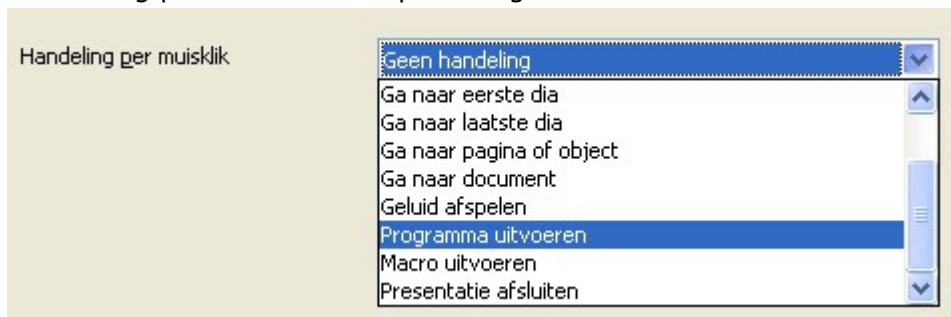 Handeling per muisklik
Geen handeling
Ga naar eerste dia
Ga naar laatste dia
Ga naar pagina of object
Ga naar document
Geluid afspelen
Programma uitvoeren
Macro uitvoeren
Presentatie afsluiten